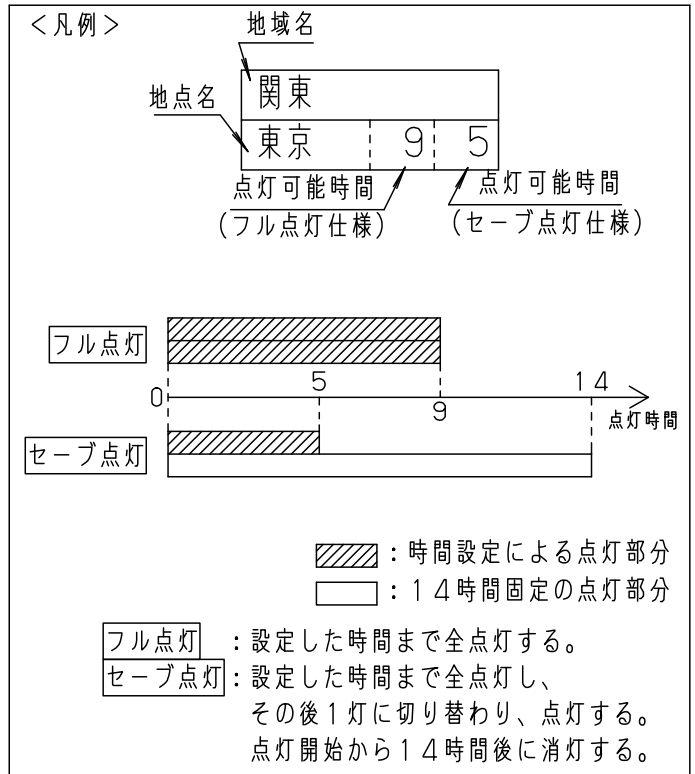 <凡例>
地域名
関東
地点名
東京 9 5
点灯可能時間
(フル点灯仕様)
点灯可能時間
(セーブ点灯仕様)
フル点灯
0 5 9 14
点灯時間
セーブ点灯
:時間設定による点灯部分
:14時間固定の点灯部分
フル点灯 :設定した時間まで全点灯する。
セーブ点灯:設定した時間まで全点灯し、
その後1灯に切り替わり、点灯する。
点灯開始から14時間後に消灯する。